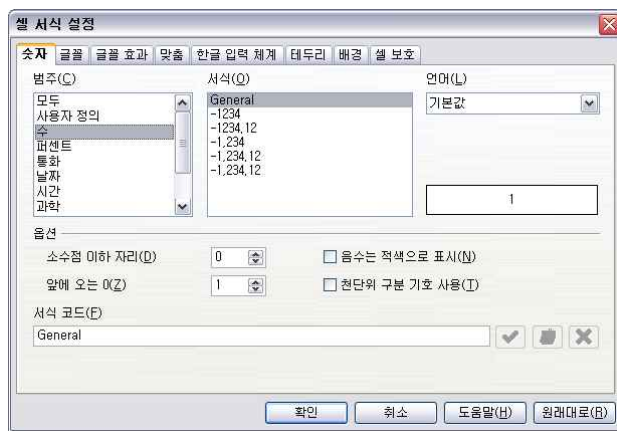 셀 서식 설정
숫자 글꼴 글꼴 효과 맞춤 한글 입력 체계 테두리 배경 셀 보호
범주(C) 서식(O) 언어(L)
모두
사용자 정의
수
퍼센트
통화
날짜
시간
과학
General
-1234
-1234,12
-1,234
-1,234,12
-1,234,12
기본값
1
옵션
소수점 이하 자리(D) 0 음수는 적색으로 표시(N)
앞에 오는 0(Z) 1 천단위 구분 기호 사용(T)
서식 코드(F)
General
확인 취소 도움말(H) 원래대로(R)